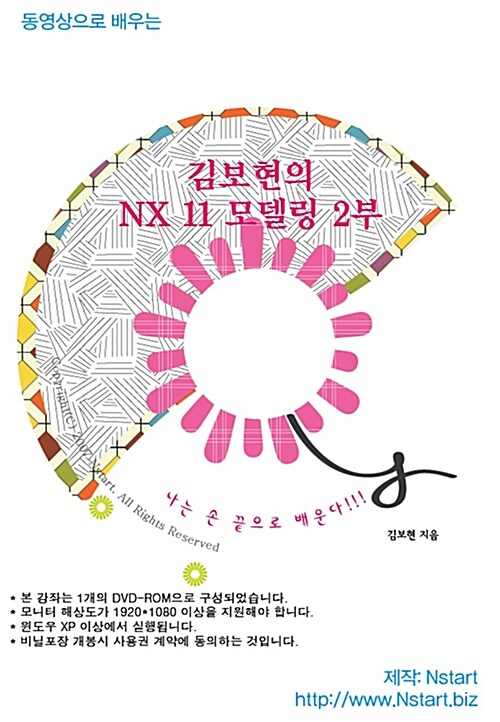 동영상으로 배우는
김보현의
NX 11 모델링 2부
Copyright(c) 2007 Nstart. All Rights Reserved
나는 손 끝으로 배운다!!!
김보현 지음
* 본 강좌는 1개의 DVD-ROM으로 구성되었습니다.
* 모니터 해상도가 1920*1080 이상을 지원해야 합니다.
* 윈도우 XP 이상에서 실행됩니다.
* 비닐포장 개봉시 사용권 계약에 동의하는 것입니다.
제작: Nstart
http://www.Nstart.biz